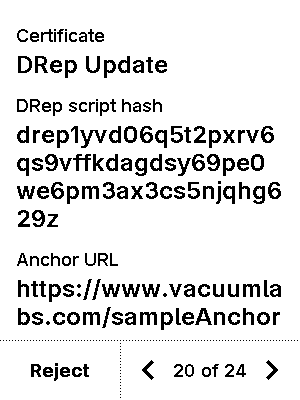 Certificate
DRep Update
DRep script hash
drep1yvd06q5t2pxrv6
qs9vffkdagdsy69pe0
we6pm3ax3cs5njqhg6
29z
Anchor URL
https://www.vacuumla
bs.com/sampleAnchor
Reject
20 of 24